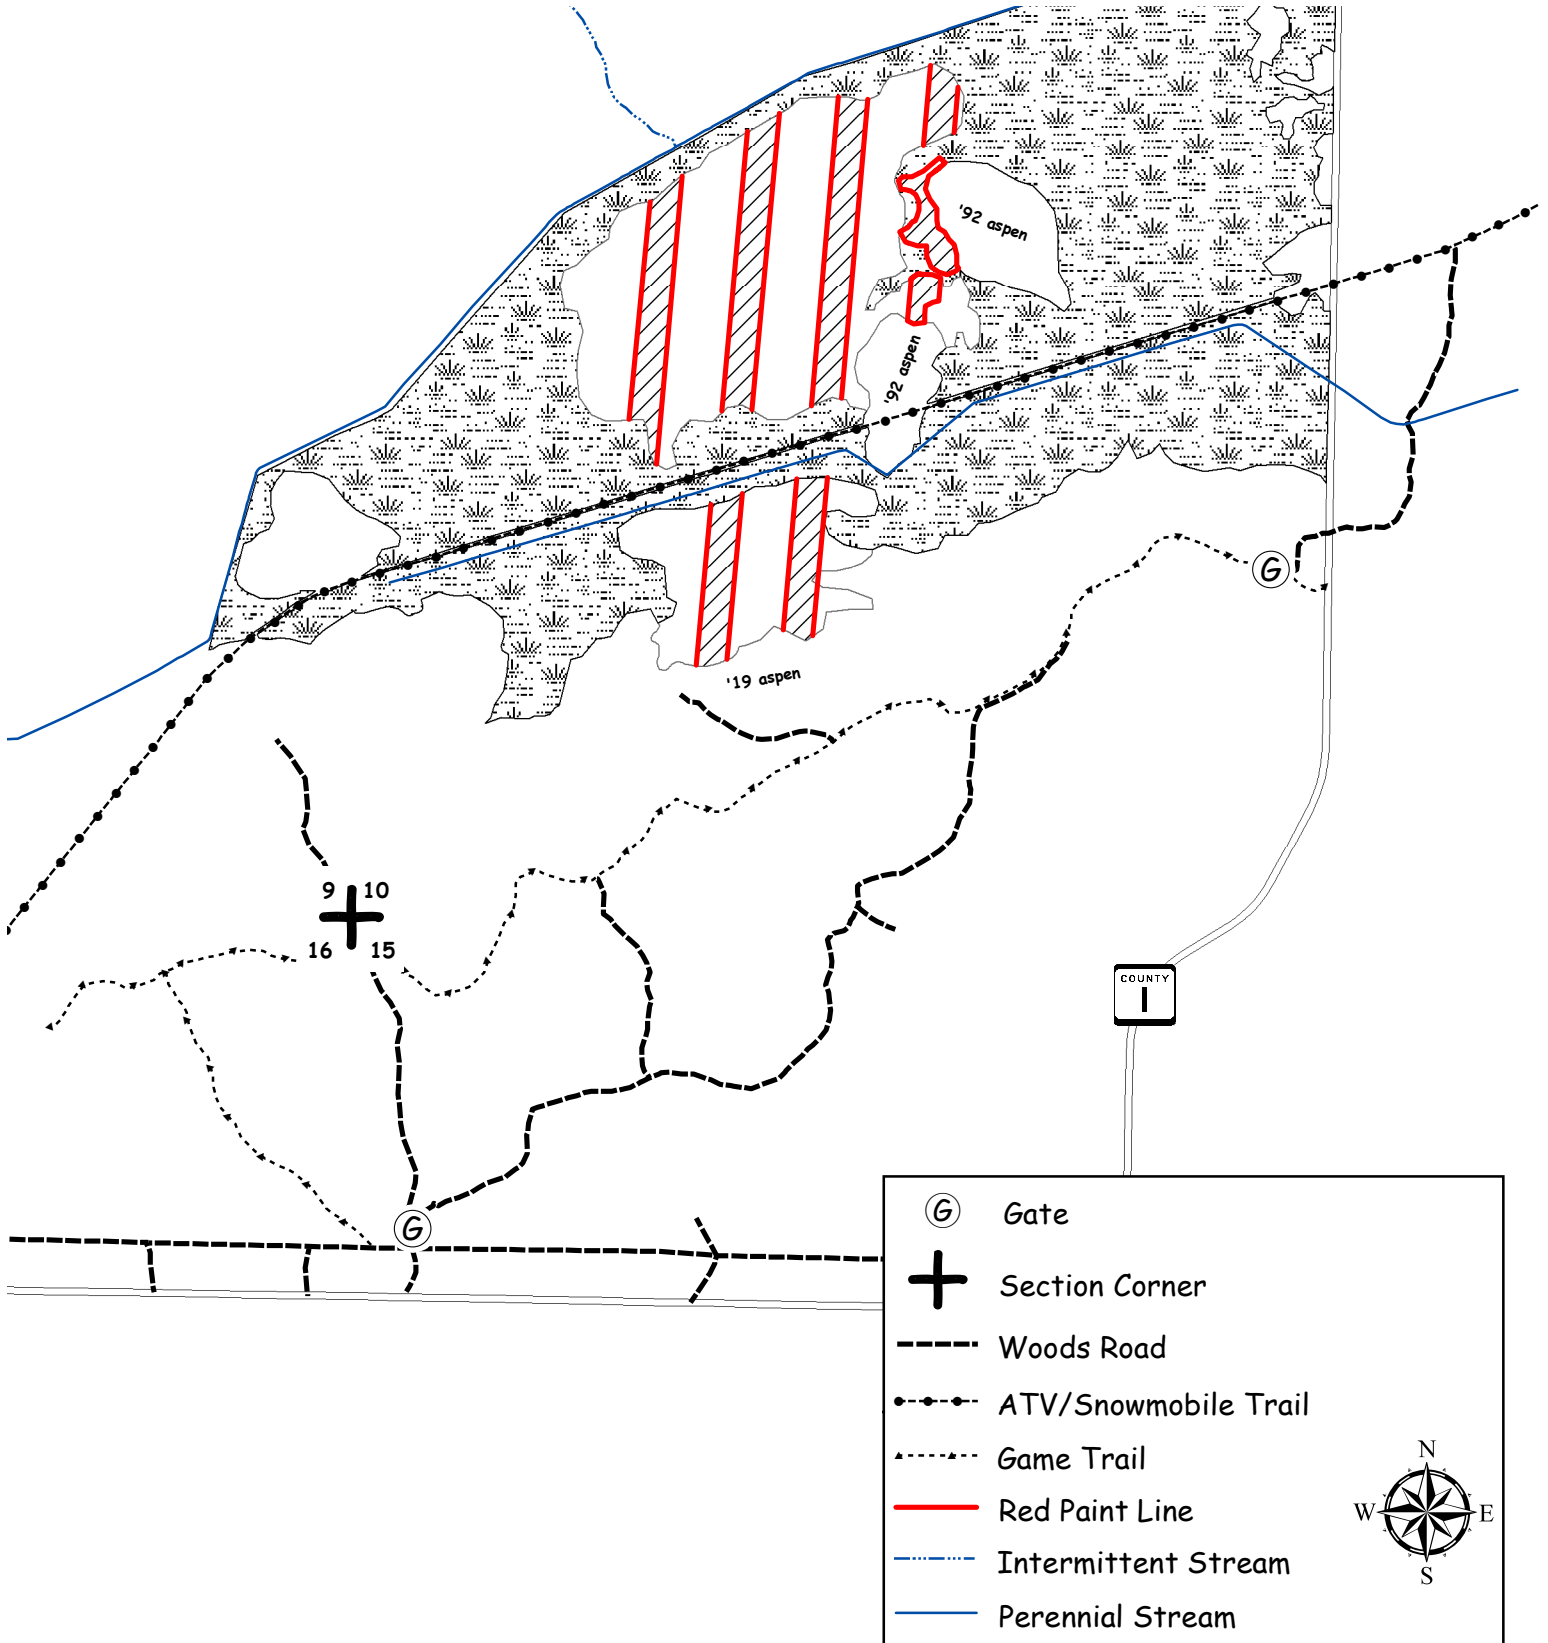 '92 aspen
'92 aspen
G
'19 aspen
9 10
16 15
COUNTY
I
G
G Gate
Section Corner
Woods Road
ATV/Snowmobile Trail
Game Trail
Red Paint Line
Intermittent Stream
Perennial Stream
N
W E
S